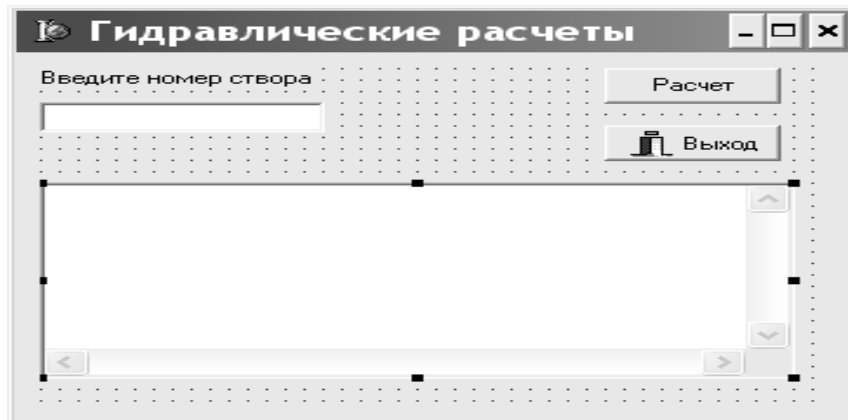 Гидравлические расчеты
Введите номер створа
Расчет
Выход